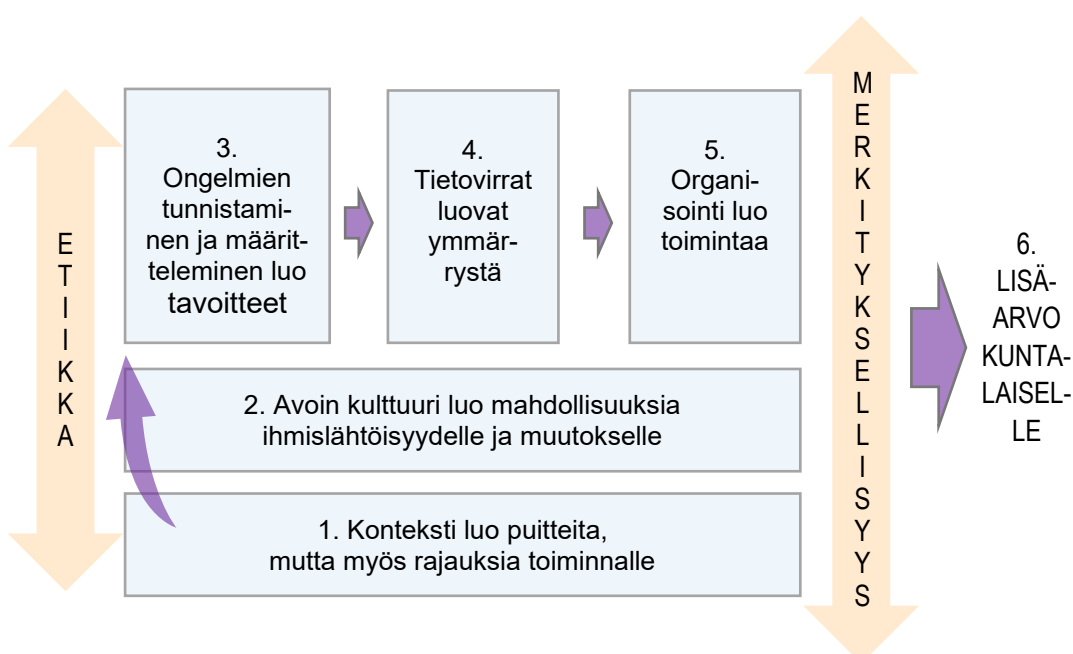 ETIIKKA
3.
Ongelmien
tunnistami-
nen ja määrit-
teleminen luo
tavoitteet
4.
Tietovirrat
luovat
ymmär-
rystä
5.
Organi-
sointi luo
toimintaa
2. Avoin kulttuuri luo mahdollisuuksia
ihmislähtöisyydelle ja muutokselle
1. Konteksti luo puitteita,
mutta myös rajauksia toiminnalle
MERKITYKSELLISYYS
6.
LISÄ-
ARVO
KUNTA-
LAISEL-
LE